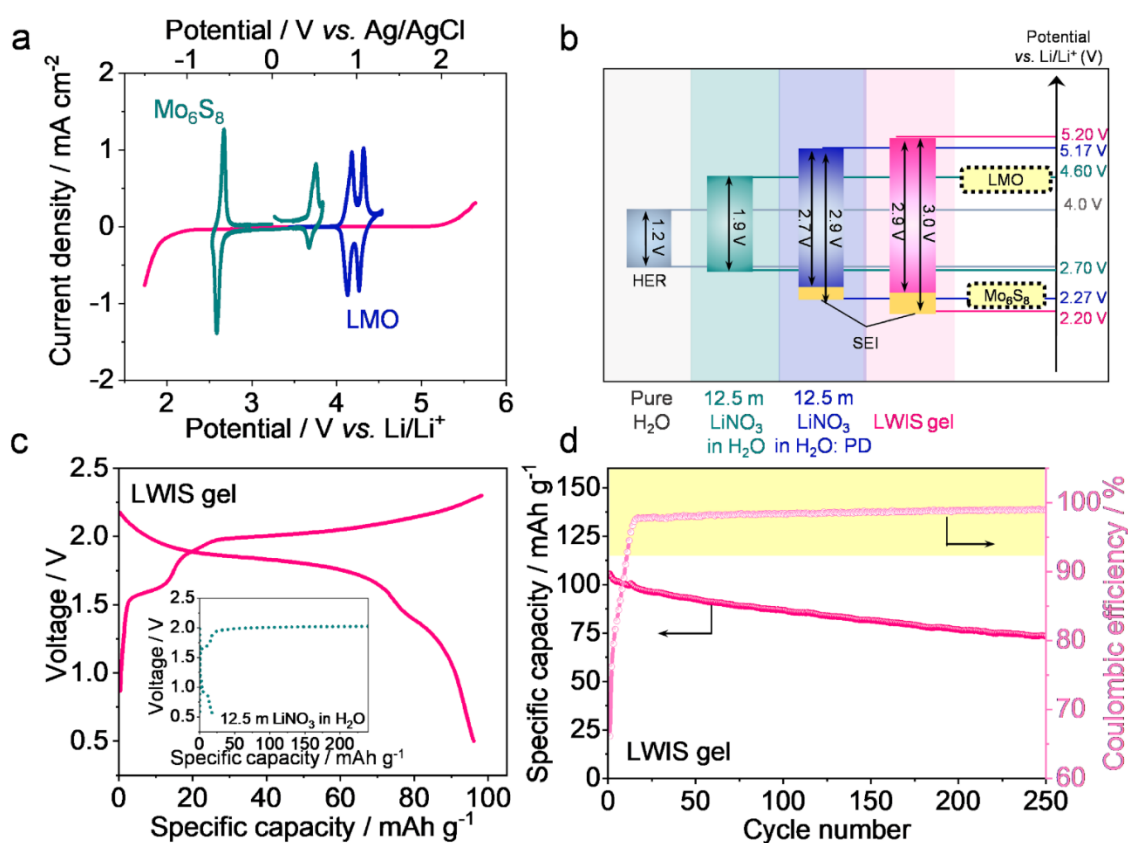 a
Potential / V vs. Ag/AgCl
-1 0 1 2
Current density / mA cm⁻²
2
1
0
-1
-2
Mo₆S₈
LMO
2 3 4 5 6
Potential / V vs. Li/Li⁺
b
Potential
vs. Li/Li⁺ (V)
5.20 V
5.17 V
4.60 V
4.0 V
2.70 V
2.27 V
2.20 V
LMO
Mo₆S₈
1.2 V
1.9 V
2.7 V
2.9 V
2.9 V
3.0 V
HER
SEI
Pure
H₂O
12.5 m
LiNO₃
in H₂O
12.5 m
LiNO₃
in H₂O: PD
LWIS gel
c
LWIS gel
Voltage / V
2.5
2.0
1.5
1.0
0.5
0 20 40 60 80 100
Specific capacity / mAh g⁻¹
Voltage / V
2.5
2.0
1.5
1.0
0.5
12.5 m LiNO₃ in H₂O
0 50 100 150 200
Specific capacity / mAh g⁻¹
d
Specific capacity / mAh g⁻¹
150
125
100
75
50
25
0
LWIS gel
0 50 100 150 200 250
Cycle number
100
90
80
70
60
Coulombic efficiency / %